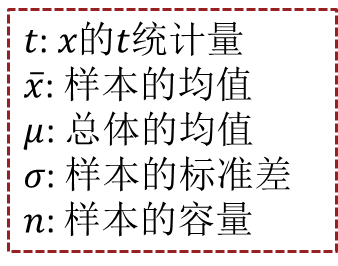 t: x的t统计量
x̄: 样本的均值
μ: 总体的均值
σ: 样本的标准差
n: 样本的容量